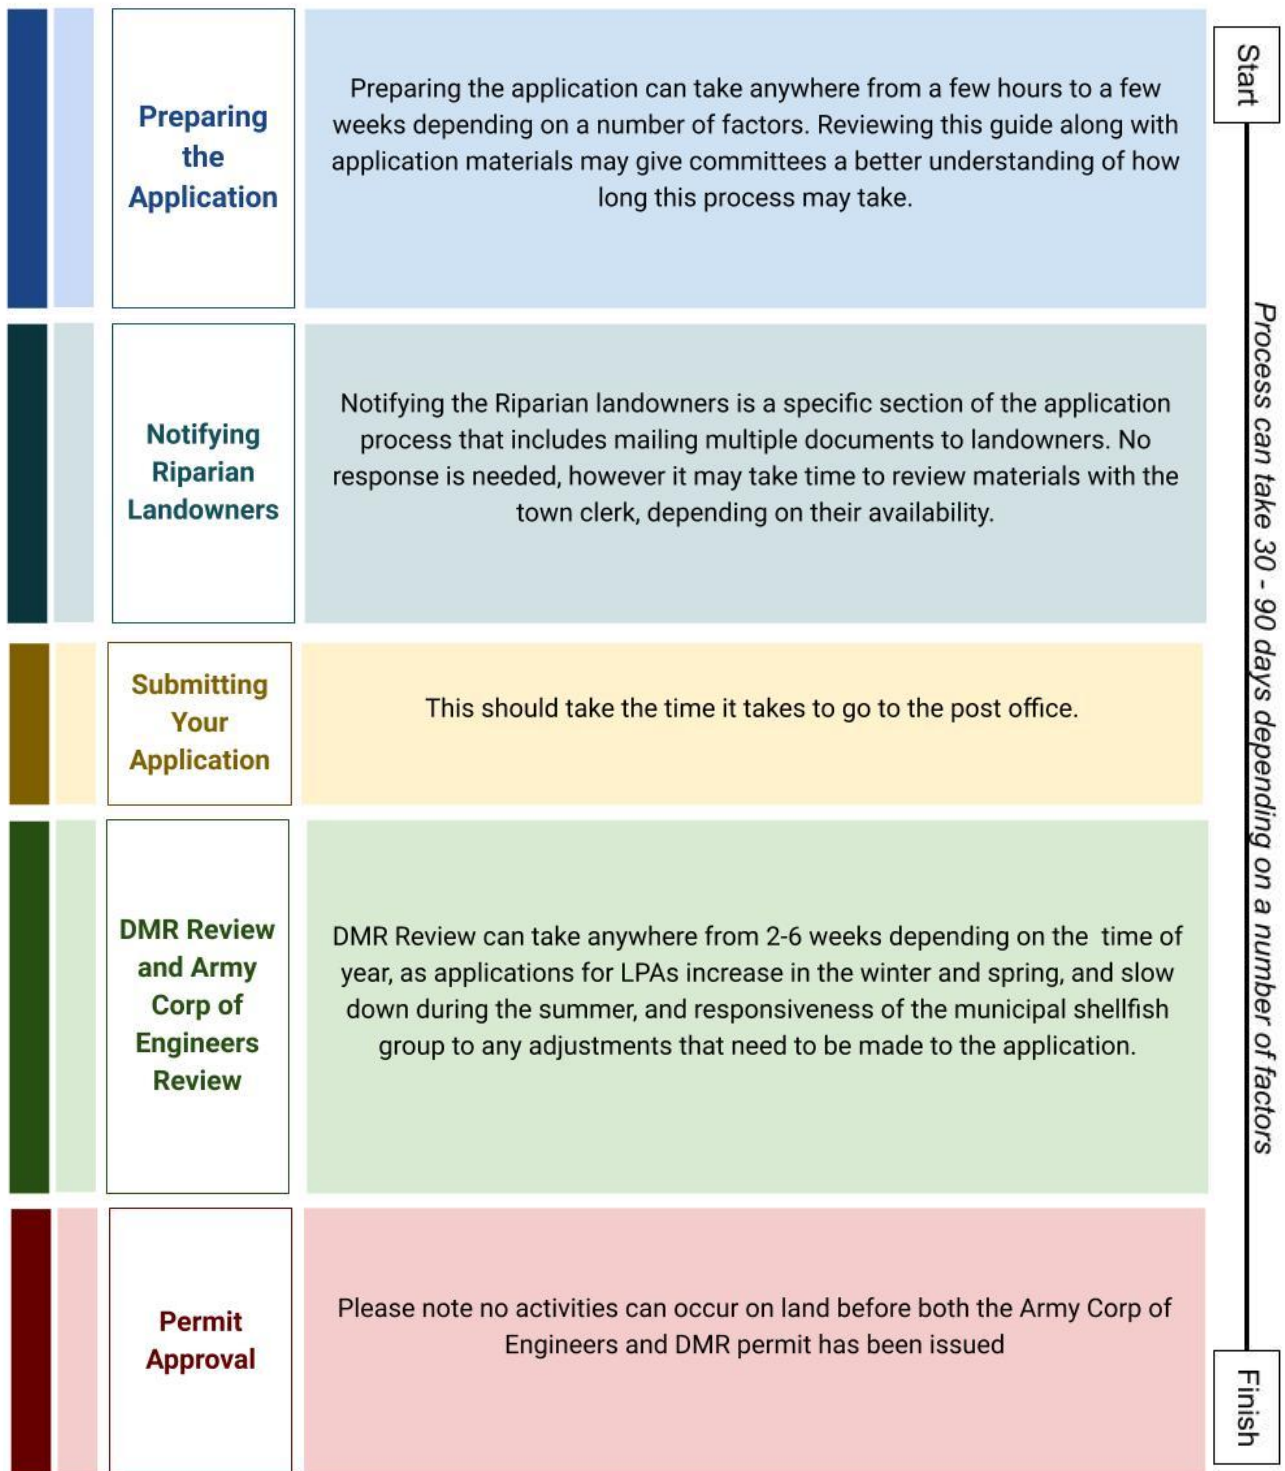 Preparing
the
Application
Preparing the application can take anywhere from a few hours to a few
weeks depending on a number of factors. Reviewing this guide along with
application materials may give committees a better understanding of how
long this process may take.
Notifying
Riparian
Landowners
Notifying the Riparian landowners is a specific section of the application
process that includes mailing multiple documents to landowners. No
response is needed, however it may take time to review materials with the
town clerk, depending on their availability.
Submitting
Your
Application
This should take the time it takes to go to the post office.
DMR Review
and Army
Corp of
Engineers
Review
DMR Review can take anywhere from 2-6 weeks depending on the time of
year, as applications for LPAs increase in the winter and spring, and slow
down during the summer, and responsiveness of the municipal shellfish
group to any adjustments that need to be made to the application.
Permit
Approval
Please note no activities can occur on land before both the Army Corp of
Engineers and DMR permit has been issued
Start
Process can take 30 - 90 days depending on a number of factors
Finish